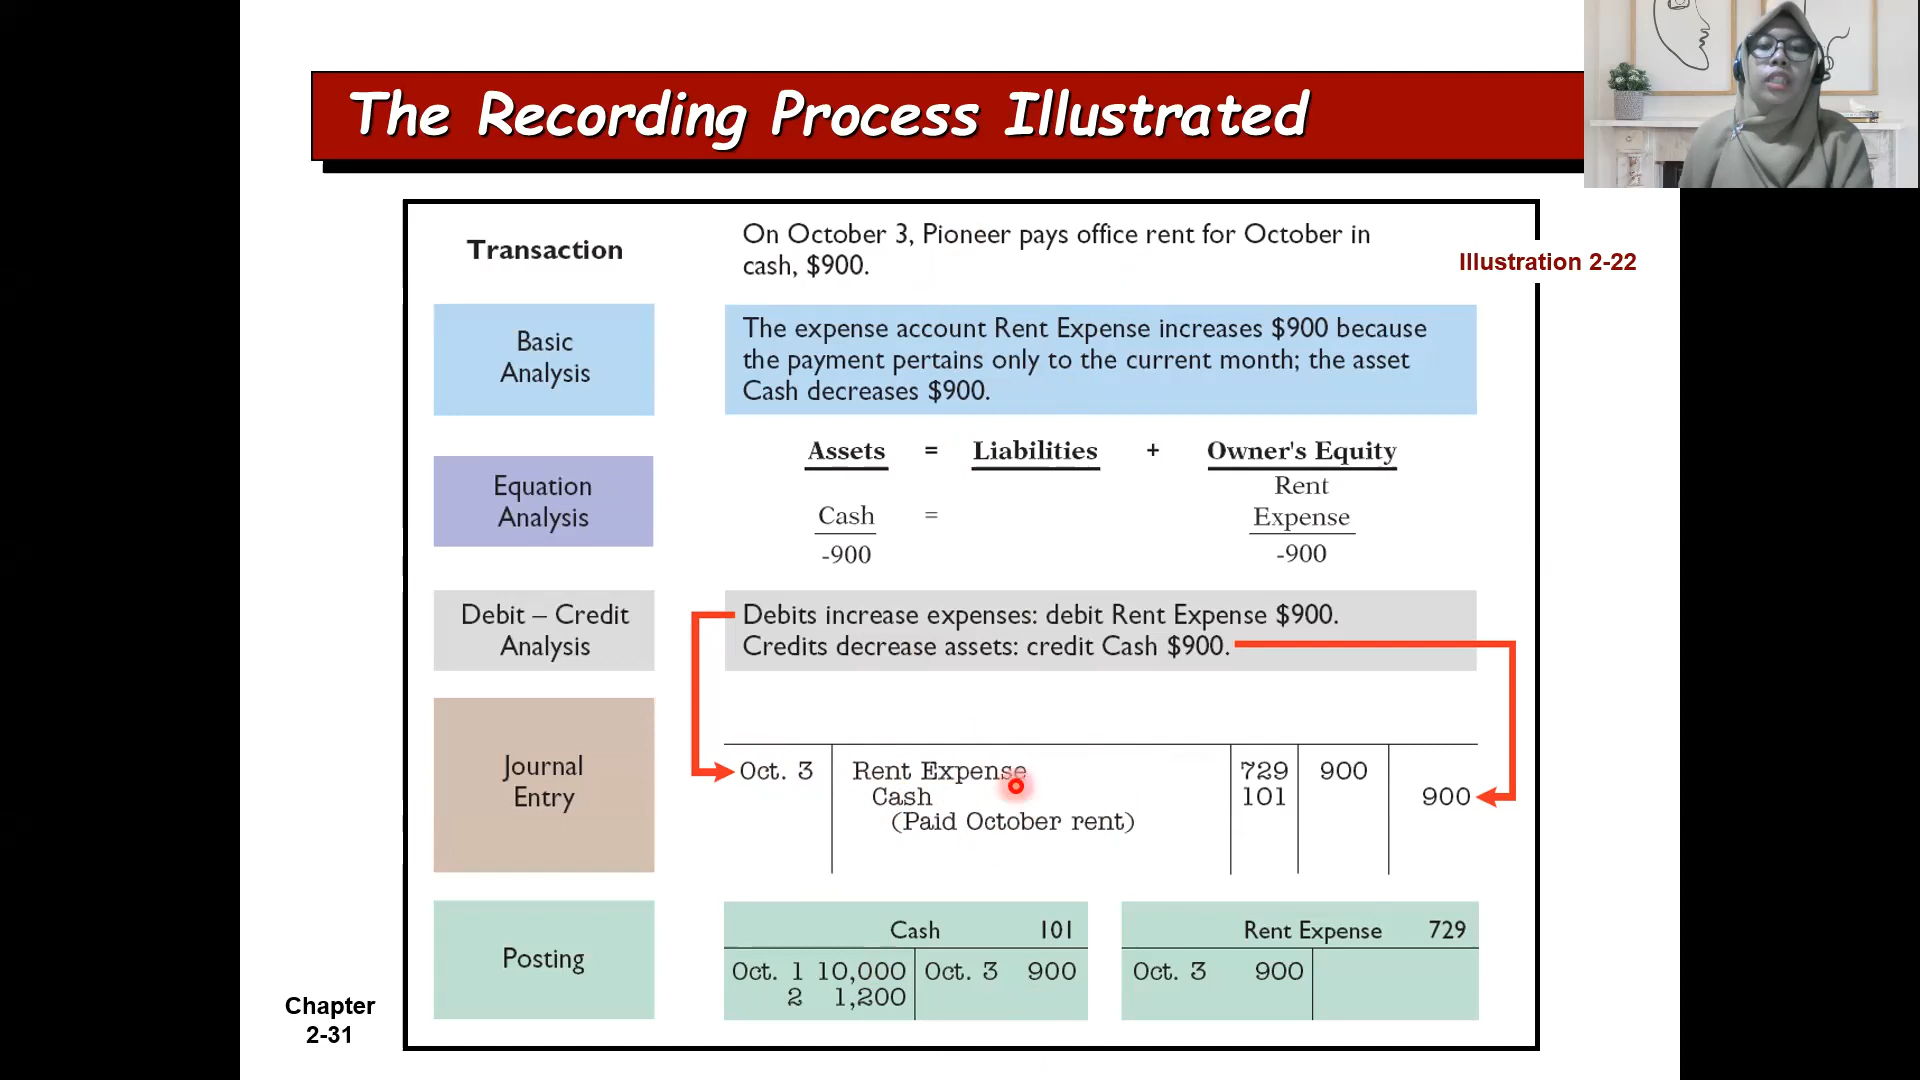 The Recording Process Illustrated
Transaction
On October 3, Pioneer pays office rent for October in
cash, $900.
Illustration 2-22
Basic
Analysis
The expense account Rent Expense increases $900 because
the payment pertains only to the current month; the asset
Cash decreases $900.
Equation
Analysis
Assets = Liabilities + Owner's Equity
Rent
Cash = Expense
-900 -900
Debit – Credit
Analysis
Debits increase expenses: debit Rent Expense $900.
Credits decrease assets: credit Cash $900.
Journal
Entry
Oct. 3 Rent Expense 729 900
Cash 101 900
(Paid October rent)
Posting
Cash 101
Oct. 1 10,000 Oct. 3 900
2 1,200
Rent Expense 729
Oct. 3 900
Chapter
2-31